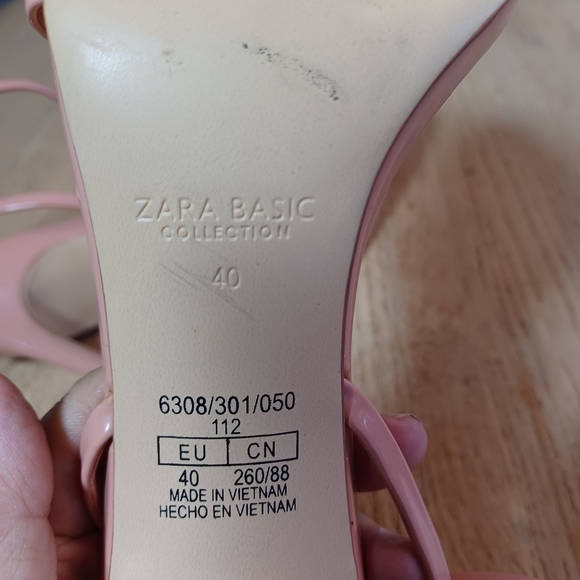 ZARA BASIC
COLLECTION
40
6308/301/050
112
EU CN
40 260/88
MADE IN VIETNAM
HECHO EN VIETNAM